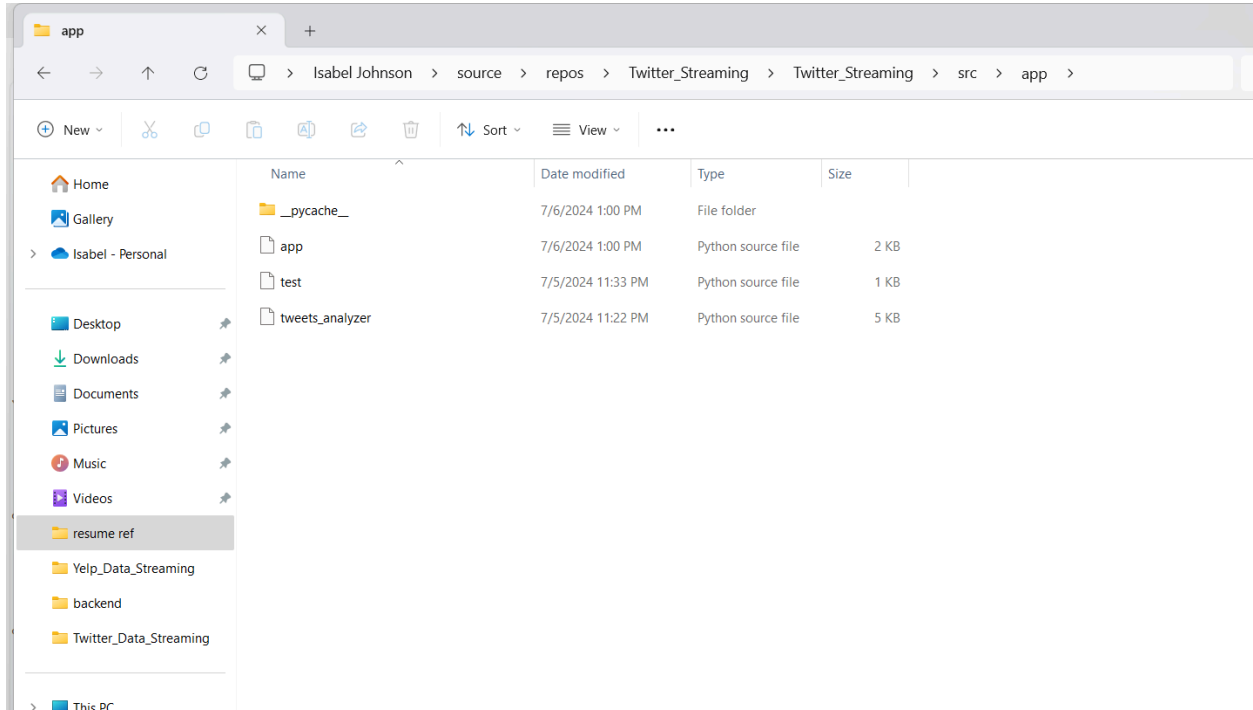 app
Isabel Johnson > source > repos > Twitter_Streaming > Twitter_Streaming > src > app >
New Sort View
Name Date modified Type Size
__pycache__ 7/6/2024 1:00 PM File folder
app 7/6/2024 1:00 PM Python source file 2 KB
test 7/5/2024 11:33 PM Python source file 1 KB
tweets_analyzer 7/5/2024 11:22 PM Python source file 5 KB
Home
Gallery
Isabel - Personal
Desktop
Downloads
Documents
Pictures
Music
Videos
resume ref
Yelp_Data_Streaming
backend
Twitter_Data_Streaming
This PC